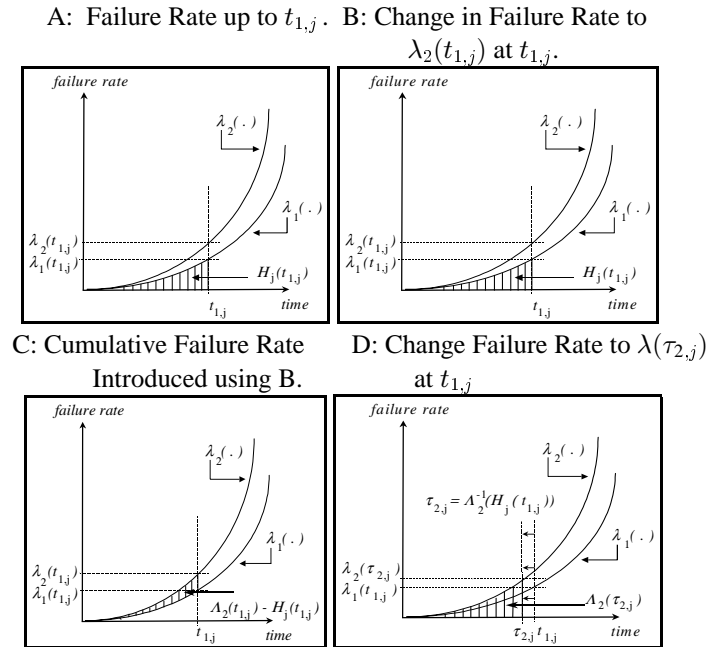 A: Failure Rate up to t₁,ⱼ. B: Change in Failure Rate to
λ₂(t₁,ⱼ) at t₁,ⱼ.
failure rate
λ₂( . )
λ₁( . )
λ₂(t₁,ⱼ)
λ₁(t₁,ⱼ)
Hⱼ(t₁,ⱼ)
t₁,ⱼ
time
failure rate
λ₂( . )
λ₁( . )
λ₂(t₁,ⱼ)
λ₁(t₁,ⱼ)
Hⱼ(t₁,ⱼ)
t₁,ⱼ
time
C: Cumulative Failure Rate
Introduced using B.
D: Change Failure Rate to λ(τ₂,ⱼ)
at t₁,ⱼ
failure rate
λ₂( . )
λ₁( . )
λ₂(t₁,ⱼ)
λ₁(t₁,ⱼ)
Λ₂(t₁,ⱼ) - Hⱼ(t₁,ⱼ)
t₁,ⱼ
time
failure rate
λ₂( . )
τ₂,ⱼ = Λ₂⁻¹(Hⱼ(t₁,ⱼ))
λ₁( . )
λ₂(τ₂,ⱼ)
λ₁(t₁,ⱼ)
Λ₂(τ₂,ⱼ)
τ₂,ⱼ t₁,ⱼ
time